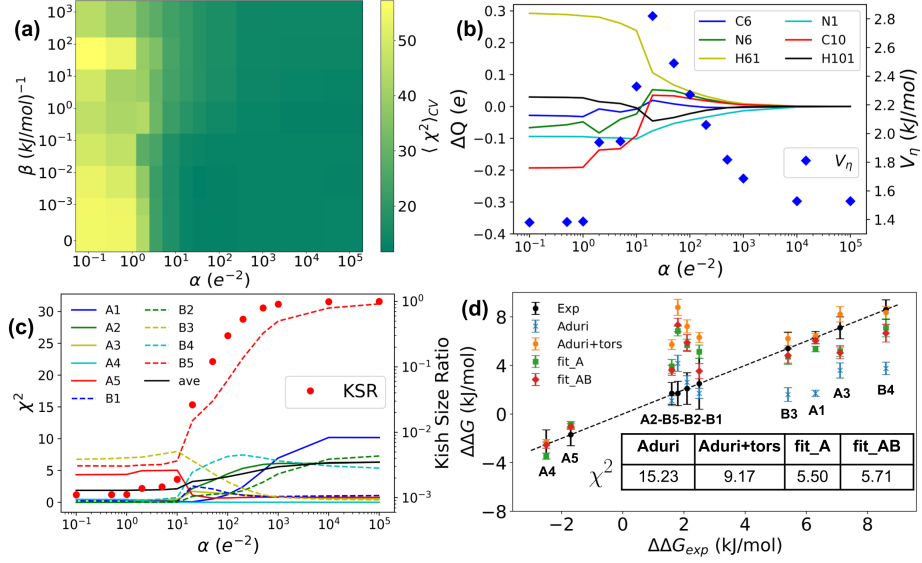 (a)
10³
10²
10¹
10⁰
10⁻¹
10⁻²
10⁻³
0
β (kJ/mol)⁻¹
10⁻¹ 10⁰ 10¹ 10² 10³ 10⁴ 10⁵
α (e⁻²)
50
40
30
20
⟨χ²⟩CV
(b)
0.3
0.2
0.1
0.0
−0.1
−0.2
−0.3
−0.4
ΔQ (e)
C6 N1
N6 C10
H61 H101
Vη
2.8
2.6
2.4
2.2
2.0
1.8
1.6
1.4
Vη (kJ/mol)
10⁻¹ 10⁰ 10¹ 10² 10³ 10⁴ 10⁵
α (e⁻²)
(c)
30
25
20
15
10
5
0
χ²
A1 B2
A2 B3
A3 B4
A4 B5
A5 ave
B1
KSR
10⁰
10⁻¹
10⁻²
10⁻³
Kish Size Ratio
10⁻¹ 10⁰ 10¹ 10² 10³ 10⁴ 10⁵
α (e⁻²)
(d)
8
4
0
−4
−8
ΔΔG (kJ/mol)
Exp
Aduri
Aduri+tors
fit_A
fit_AB
A2-B5-B2-B1
B3
A1
A3
B4
A4
A5
χ²
Aduri Aduri+tors fit_A fit_AB
15.23 9.17 5.50 5.71
−2 0 2 4 6 8
ΔΔGexp (kJ/mol)